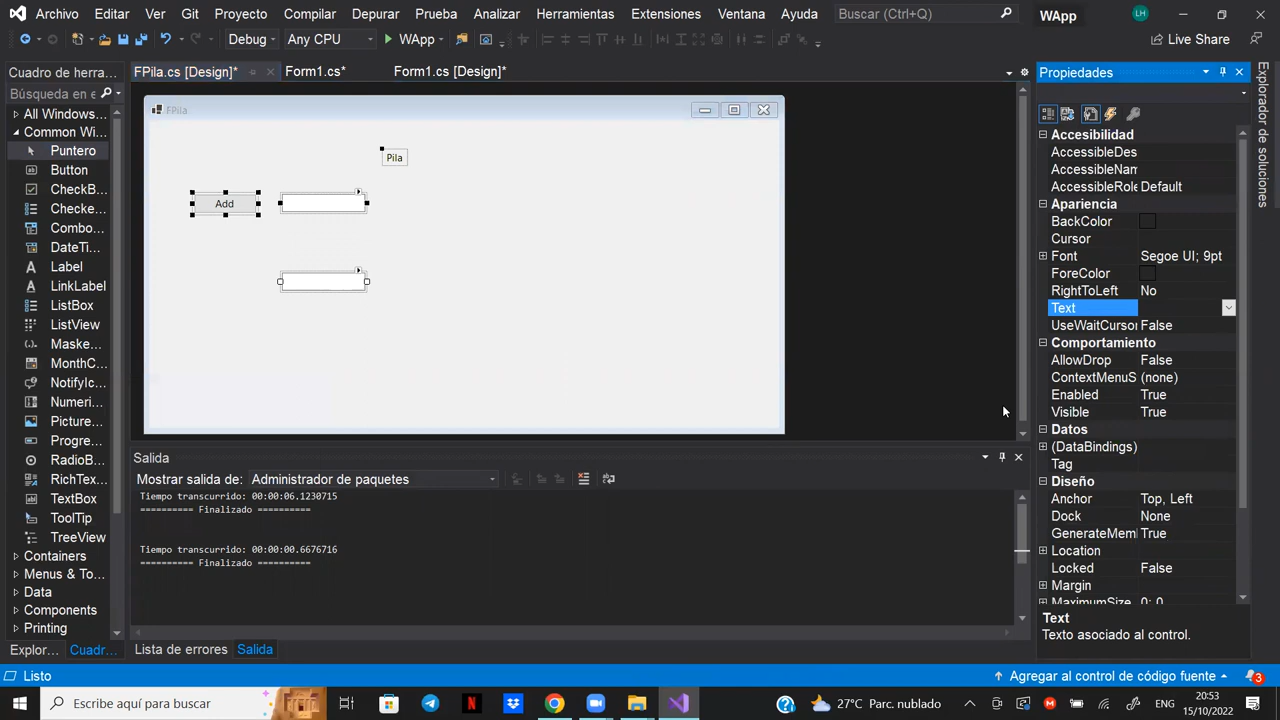 Archivo Editar Ver Git Proyecto Compilar Depurar Prueba Analizar Herramientas Extensiones Ventana Ayuda Buscar (Ctrl+Q) WApp LH
Debug Any CPU WApp Live Share
Cuadro de herra... FPila.cs [Design]* Form1.cs* Form1.cs [Design]* Propiedades
Búsqueda en e
All Windows...
Common Wi...
Puntero
Button
CheckB...
Checke...
Combo...
DateTi...
Label
LinkLabel
ListBox
ListView
Maske...
MonthC...
NotifyIc...
Numeri...
Picture...
Progre...
RadioB...
RichTex...
TextBox
ToolTip
TreeView
Containers
Menus & To...
Data
Components
Printing
Explor... Cuadr...
FPila
Pila
Add
Salida
Mostrar salida de: Administrador de paquetes
Tiempo transcurrido: 00:00:06.1230715
========== Finalizado ==========
Tiempo transcurrido: 00:00:00.6676716
========== Finalizado ==========
Lista de errores Salida
Accesibilidad
AccessibleDes
AccessibleNam
AccessibleRole Default
Apariencia
BackColor
Cursor
Font Segoe UI; 9pt
ForeColor
RightToLeft No
Text
UseWaitCursor False
Comportamiento
AllowDrop False
ContextMenuS (none)
Enabled True
Visible True
Datos
(DataBindings)
Tag
Diseño
Anchor Top, Left
Dock None
GenerateMem True
Location
Locked False
Margin
MaximumSize 0; 0
Text
Texto asociado al control.
Explorador de soluciones
Listo Agregar al control de código fuente 3
Escribe aquí para buscar 27°C Parc. nublado ENG 20:53
15/10/2022